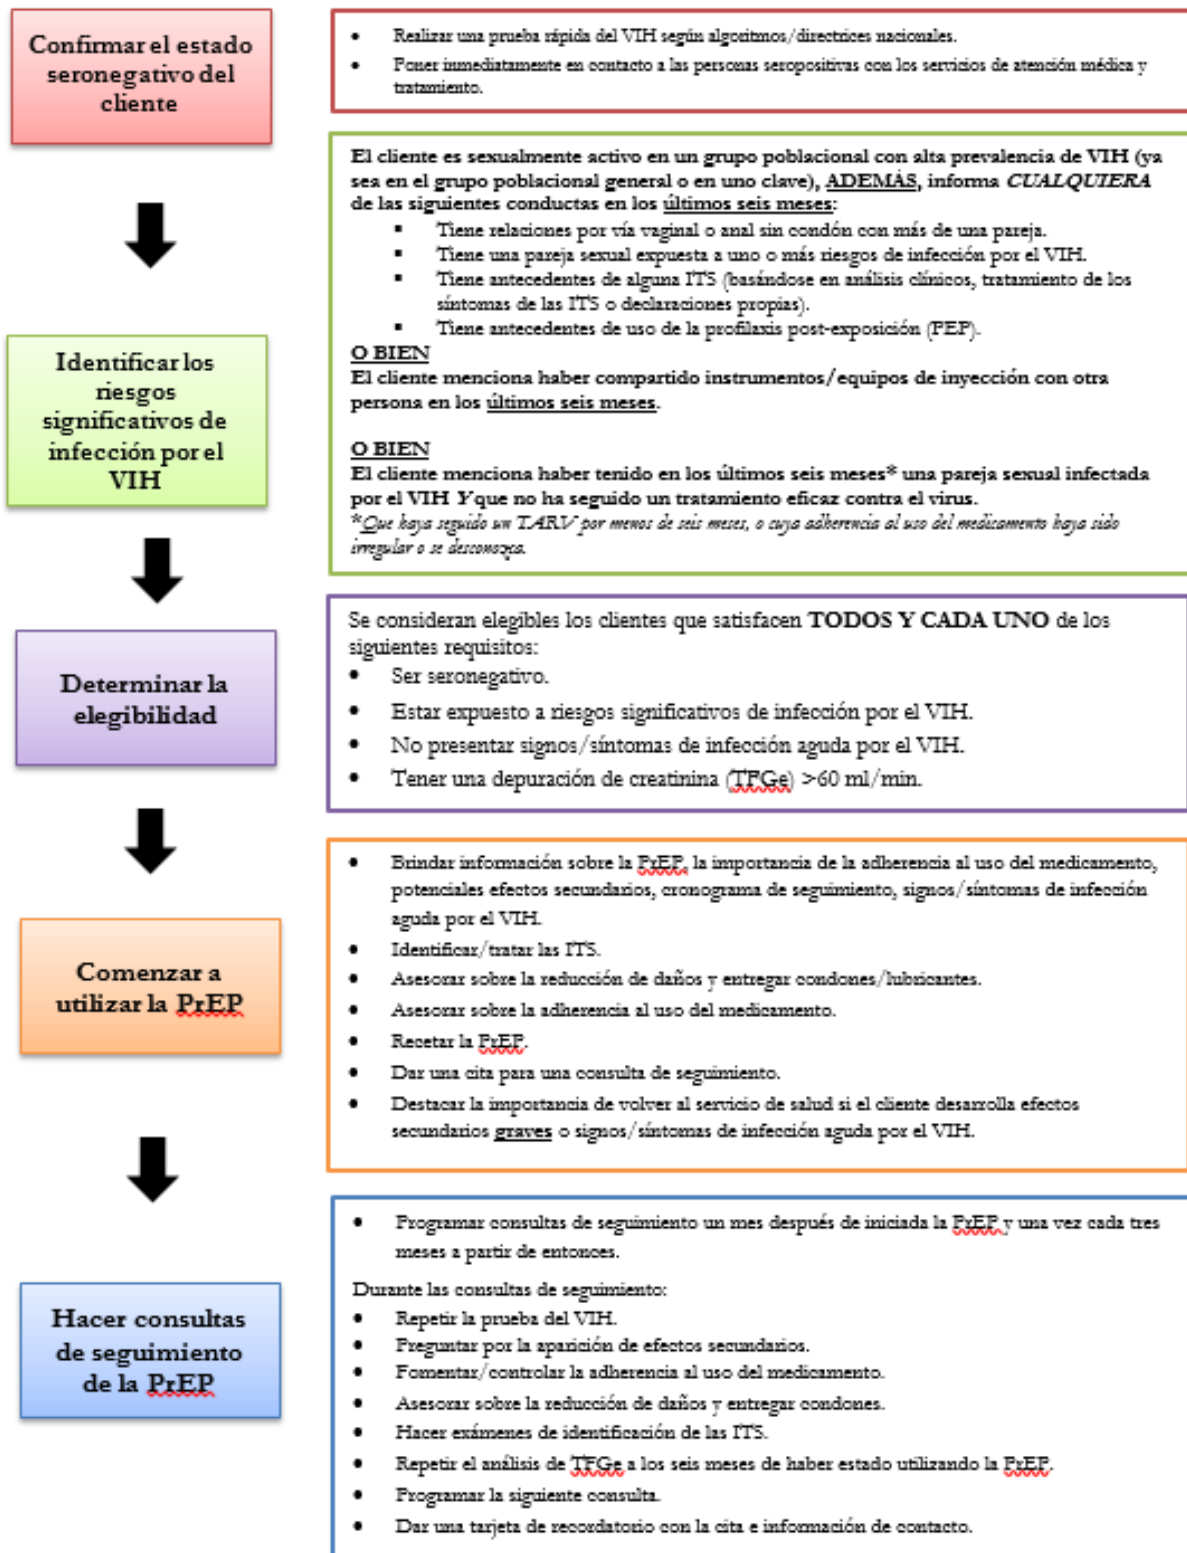 Confirmar el estado
seronegativo del
cliente
• Realizar una prueba rápida del VIH según algoritmos/directrices nacionales.
• Poner inmediatamente en contacto a las personas seropositivas con los servicios de atención médica y
tratamiento.
Identificar los
riesgos
significativos de
infección por el
VIH
El cliente es sexualmente activo en un grupo poblacional con alta prevalencia de VIH (ya
sea en el grupo poblacional general o en uno clave), ADEMÁS, informa CUALQUIERA
de las siguientes conductas en los últimos seis meses:
▪ Tiene relaciones por vía vaginal o anal sin condón con más de una pareja.
▪ Tiene una pareja sexual expuesta a uno o más riesgos de infección por el VIH.
▪ Tiene antecedentes de alguna ITS (basándose en análisis clínicos, tratamiento de los
síntomas de las ITS o declaraciones propias).
▪ Tiene antecedentes de uso de la profilaxis post-exposición (PEP).
O BIEN
El cliente menciona haber compartido instrumentos/equipos de inyección con otra
persona en los últimos seis meses.
O BIEN
El cliente menciona haber tenido en los últimos seis meses* una pareja sexual infectada
por el VIH Y que no ha seguido un tratamiento eficaz contra el virus.
*Que haya seguido un TARV por menos de seis meses, o cuya adherencia al uso del medicamento haya sido
irregular o se desconozca.
Determinar la
elegibilidad
Se consideran elegibles los clientes que satisfacen TODOS Y CADA UNO de los
siguientes requisitos:
• Ser seronegativo.
• Estar expuesto a riesgos significativos de infección por el VIH.
• No presentar signos/síntomas de infección aguda por el VIH.
• Tener una depuración de creatinina (TFGe) >60 ml/min.
Comenzar a
utilizar la PrEP
• Brindar información sobre la PrEP, la importancia de la adherencia al uso del medicamento,
potenciales efectos secundarios, cronograma de seguimiento, signos/síntomas de infección
aguda por el VIH.
• Identificar/tratar las ITS.
• Asesorar sobre la reducción de daños y entregar condones/lubricantes.
• Asesorar sobre la adherencia al uso del medicamento.
• Recetar la PrEP.
• Dar una cita para una consulta de seguimiento.
• Destacar la importancia de volver al servicio de salud si el cliente desarrolla efectos
secundarios graves o signos/síntomas de infección aguda por el VIH.
Hacer consultas
de seguimiento
de la PrEP
• Programar consultas de seguimiento un mes después de iniciada la PrEP y una vez cada tres
meses a partir de entonces.
Durante las consultas de seguimiento:
• Repetir la prueba del VIH.
• Preguntar por la aparición de efectos secundarios.
• Fomentar/controlar la adherencia al uso del medicamento.
• Asesorar sobre la reducción de daños y entregar condones.
• Hacer exámenes de identificación de las ITS.
• Repetir el análisis de TFGe a los seis meses de haber estado utilizando la PrEP.
• Programar la siguiente consulta.
• Dar una tarjeta de recordatorio con la cita e información de contacto.